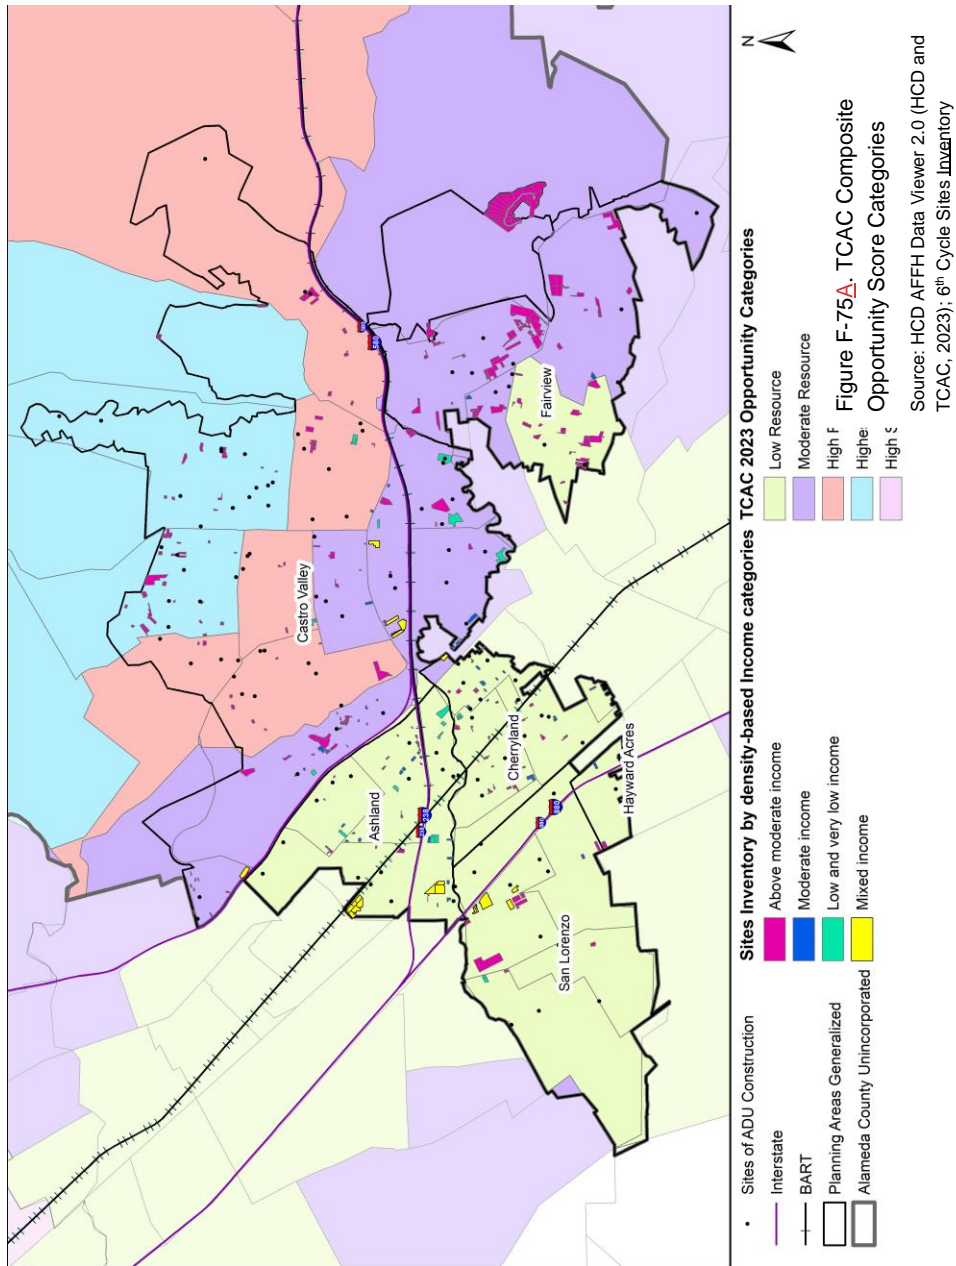 Castro Valley
Ashland
Cherryland
Fairview
San Lorenzo
Hayward Acres
580
238
880
N
Sites of ADU Construction
Interstate
BART
Planning Areas Generalized
Alameda County Unincorporated
Sites Inventory by density-based Income categories
Above moderate income
Moderate income
Low and very low income
Mixed income
TCAC 2023 Opportunity Categories
Low Resource
Moderate Resource
High F
Highe
High S
Figure F-75A. TCAC Composite
Opportunity Score Categories
Source: HCD AFFH Data Viewer 2.0 (HCD and
TCAC, 2023); 6th Cycle Sites Inventory